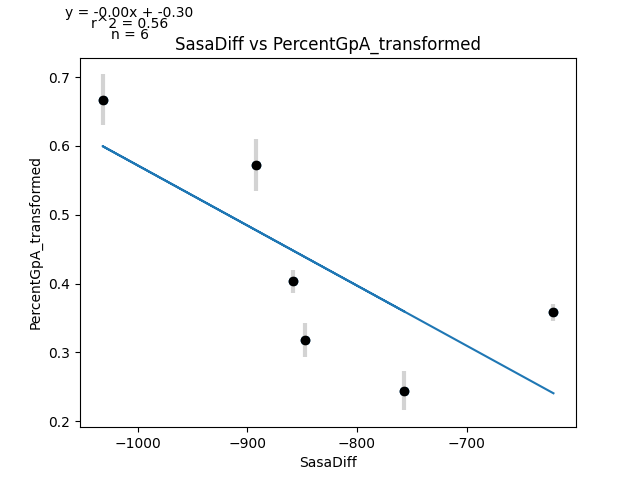 y = -0.00x + -0.30
r^2 = 0.56
n = 6
SasaDiff vs PercentGpA_transformed
0.7
0.6
0.5
0.4
0.3
0.2
PercentGpA_transformed
−1000
−900
−800
−700
SasaDiff